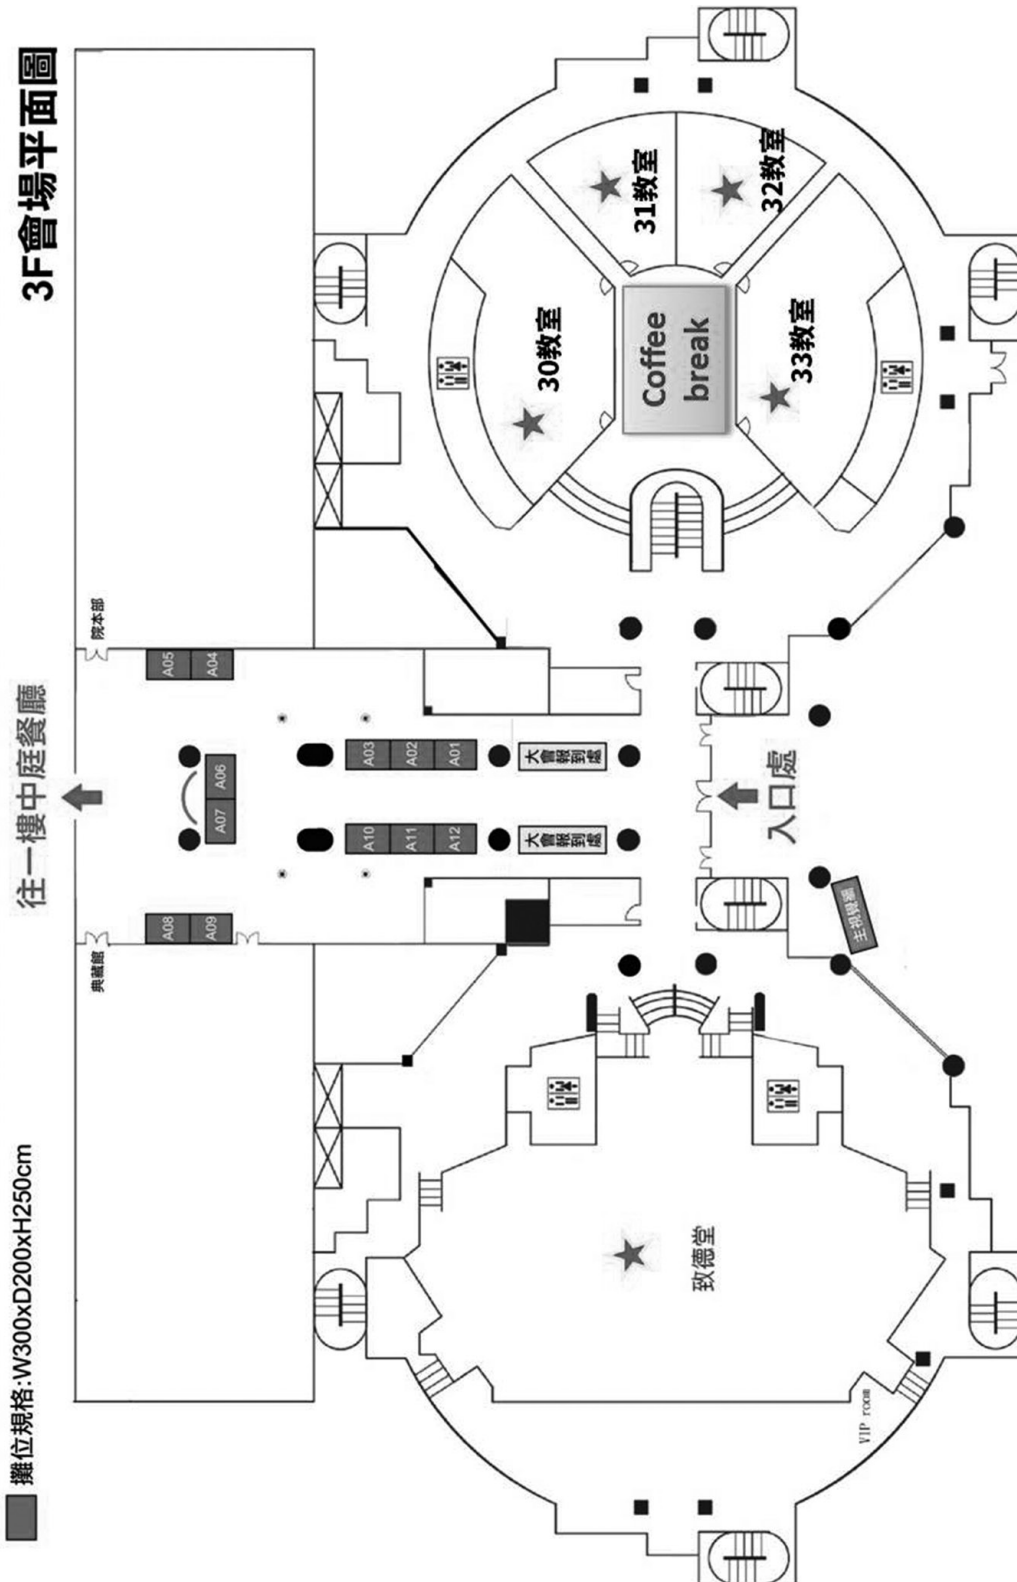 3F會場平面圖
攤位規格:W300xD200xH250cm
往一樓中庭餐廳
典藏館
院本部
A08
A09
A07
A06
A05
A04
A10
A11
A12
A03
A02
A01
大會報到處
大會報到處
入口處
主視覺牆
致德堂
VIP room
30教室
31教室
32教室
33教室
Coffee
break